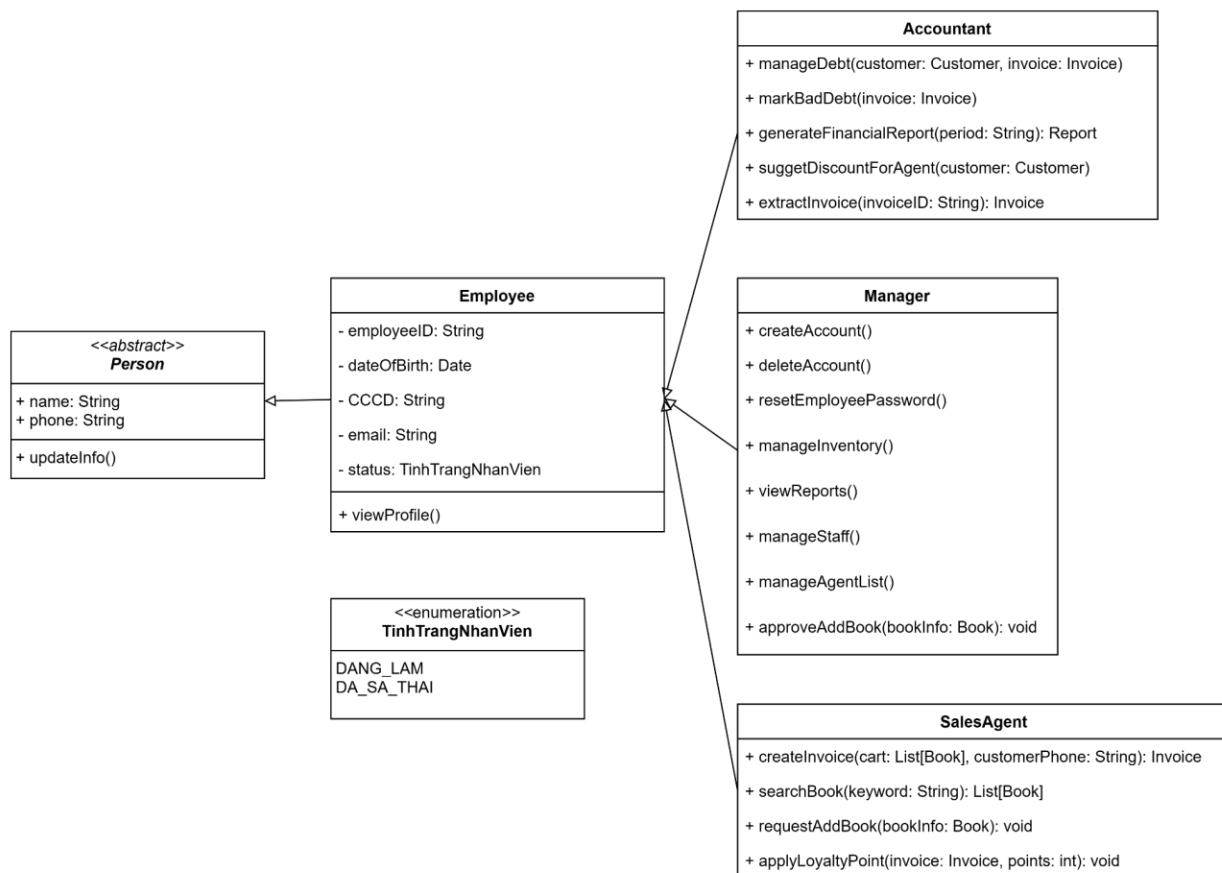 <<abstract>>
Person
+ name: String
+ phone: String
+ updateInfo()
Employee
- employeeID: String
- dateOfBirth: Date
- CCCD: String
- email: String
- status: TinhTrangNhanVien
+ viewProfile()
<<enumeration>>
TinhTrangNhanVien
DANG_LAM
DA_SA_THAI
Accountant
+ manageDebt(customer: Customer, invoice: Invoice)
+ markBadDebt(invoice: Invoice)
+ generateFinancialReport(period: String): Report
+ suggetDiscountForAgent(customer: Customer)
+ extractInvoice(invoiceID: String): Invoice
Manager
+ createAccount()
+ deleteAccount()
+ resetEmployeePassword()
+ manageInventory()
+ viewReports()
+ manageStaff()
+ manageAgentList()
+ approveAddBook(bookInfo: Book): void
SalesAgent
+ createInvoice(cart: List[Book], customerPhone: String): Invoice
+ searchBook(keyword: String): List[Book]
+ requestAddBook(bookInfo: Book): void
+ applyLoyaltyPoint(invoice: Invoice, points: int): void